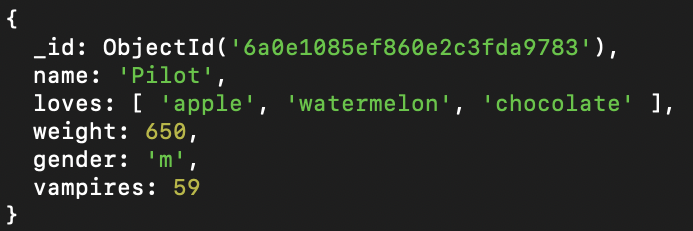 {
  _id: ObjectId('6a0e1085ef860e2c3fda9783'),
  name: 'Pilot',
  loves: [ 'apple', 'watermelon', 'chocolate' ],
  weight: 650,
  gender: 'm',
  vampires: 59
}